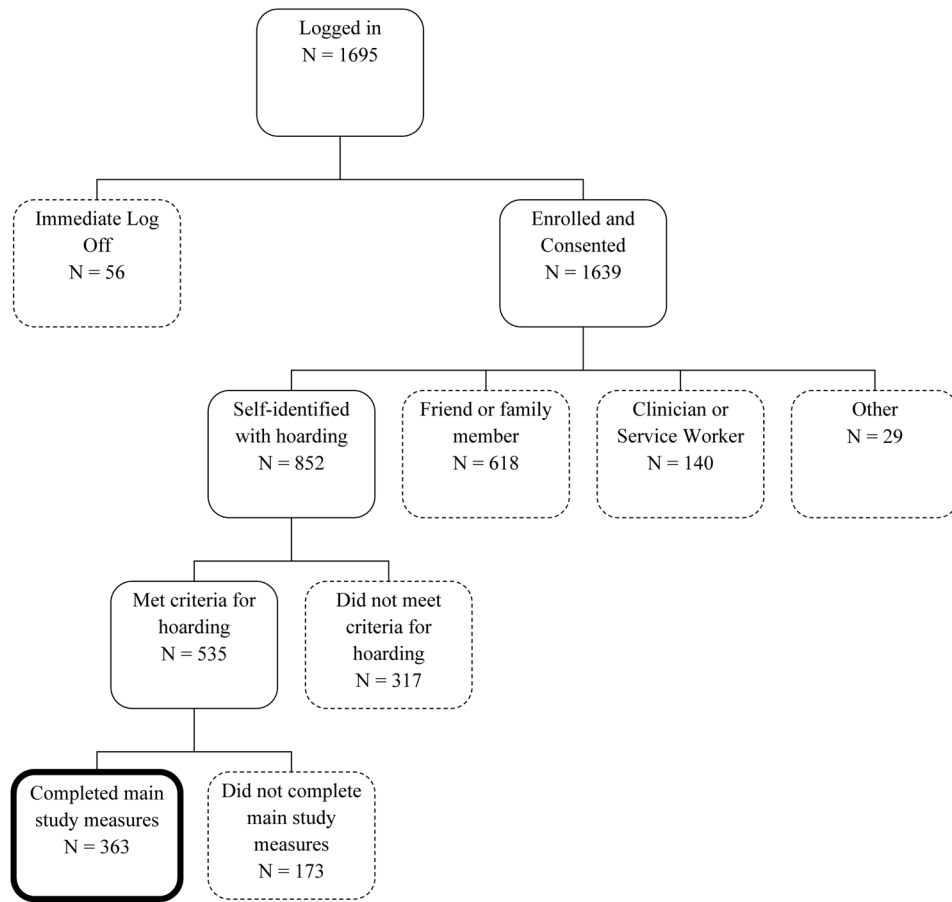 Logged in
N = 1695
Immediate Log
Off
N = 56
Enrolled and
Consented
N = 1639
Self-identified
with hoarding
N = 852
Friend or family
member
N = 618
Clinician or
Service Worker
N = 140
Other
N = 29
Met criteria for
hoarding
N = 535
Did not meet
criteria for
hoarding
N = 317
Completed main
study measures
N = 363
Did not complete
main study
measures
N = 173